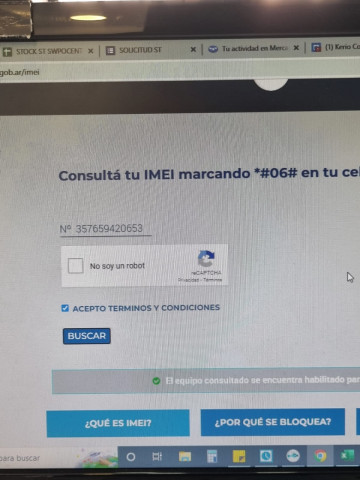 STOCK ST SWPOCENT
SOLICITUD ST
Tu actividad en Merca
(1) Kerio Co
gob.ar/imei
Consultá tu IMEI marcando *#06# en tu cel
Nº 357659420653
No soy un robot
reCAPTCHA
Privacidad - Términos
ACEPTO TERMINOS Y CONDICIONES
BUSCAR
El equipo consultado se encuentra habilitado par
¿QUÉ ES IMEI?
¿POR QUÉ SE BLOQUEA?
para buscar